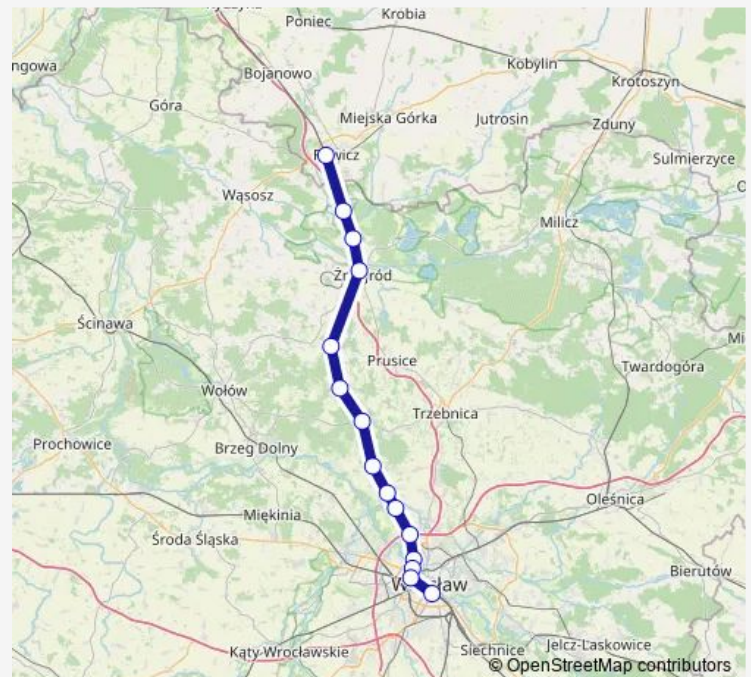 Poniec
Krobia
Bojanowo
Kobylin
ngowa
Krotoszyn
Góra
Miejska Górka
Jutrosin
Zduny
Sulmierzyce
Wąsosz
Milicz
Ścinawa
Prusice
Twardogóra
Wołów
Trzebnica
Prochowice
Brzeg Dolny
Oleśnica
Miękinia
Środa Śląska
Bierutów
Kąty Wrocławskie
Siechnice
Jelcz-Laskowice
© OpenStreetMap contributors